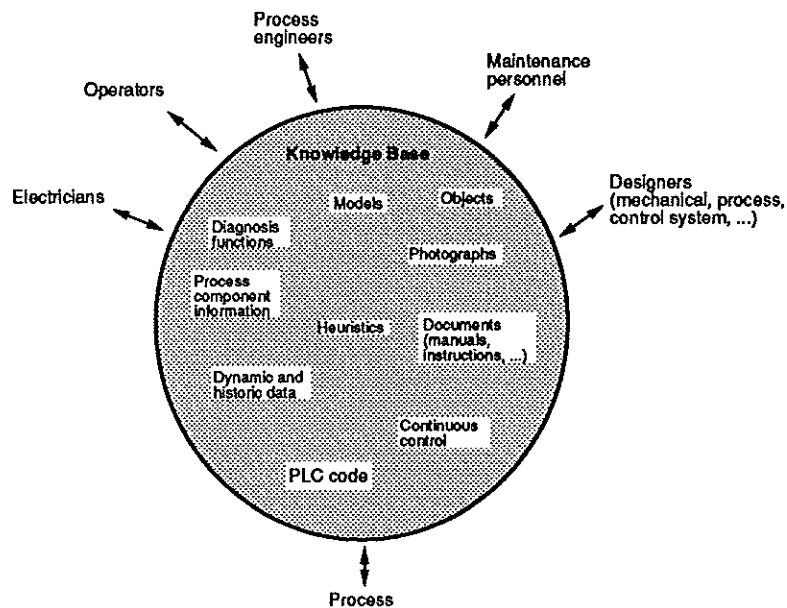 Process
engineers
Maintenance
personnel
Operators
Knowledge Base
Electricians
Designers
(mechanical, process,
control system, ...)
Models
Objects
Diagnosis
functions
Photographs
Process
component
information
Heuristics
Documents
(manuals,
instructions, ...)
Dynamic and
historic data
Continuous
control
PLC code
Process